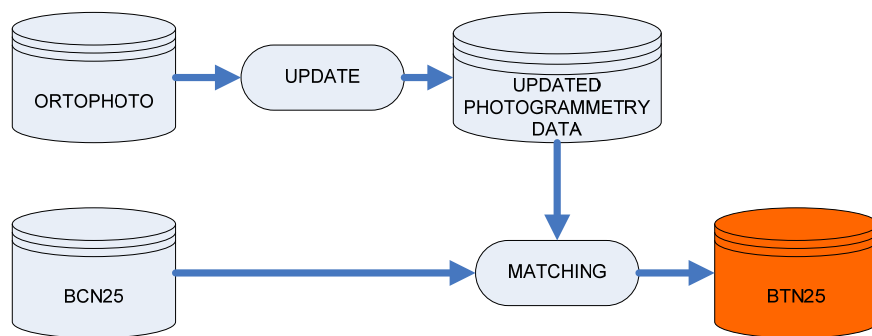 ORTOPHOTO
UPDATE
UPDATED
PHOTOGRAMMETRY
DATA
BCN25
MATCHING
BTN25